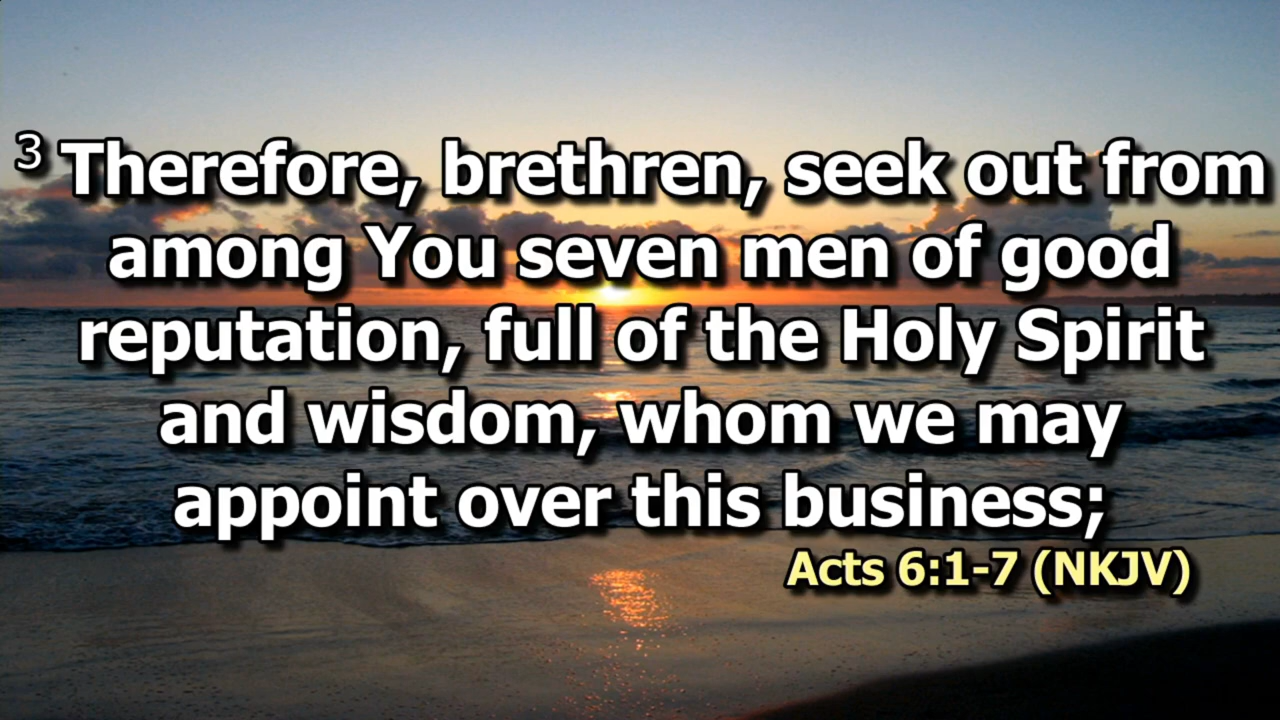 3 Therefore, brethren, seek out from
among You seven men of good
reputation, full of the Holy Spirit
and wisdom, whom we may
appoint over this business;
Acts 6:1-7 (NKJV)